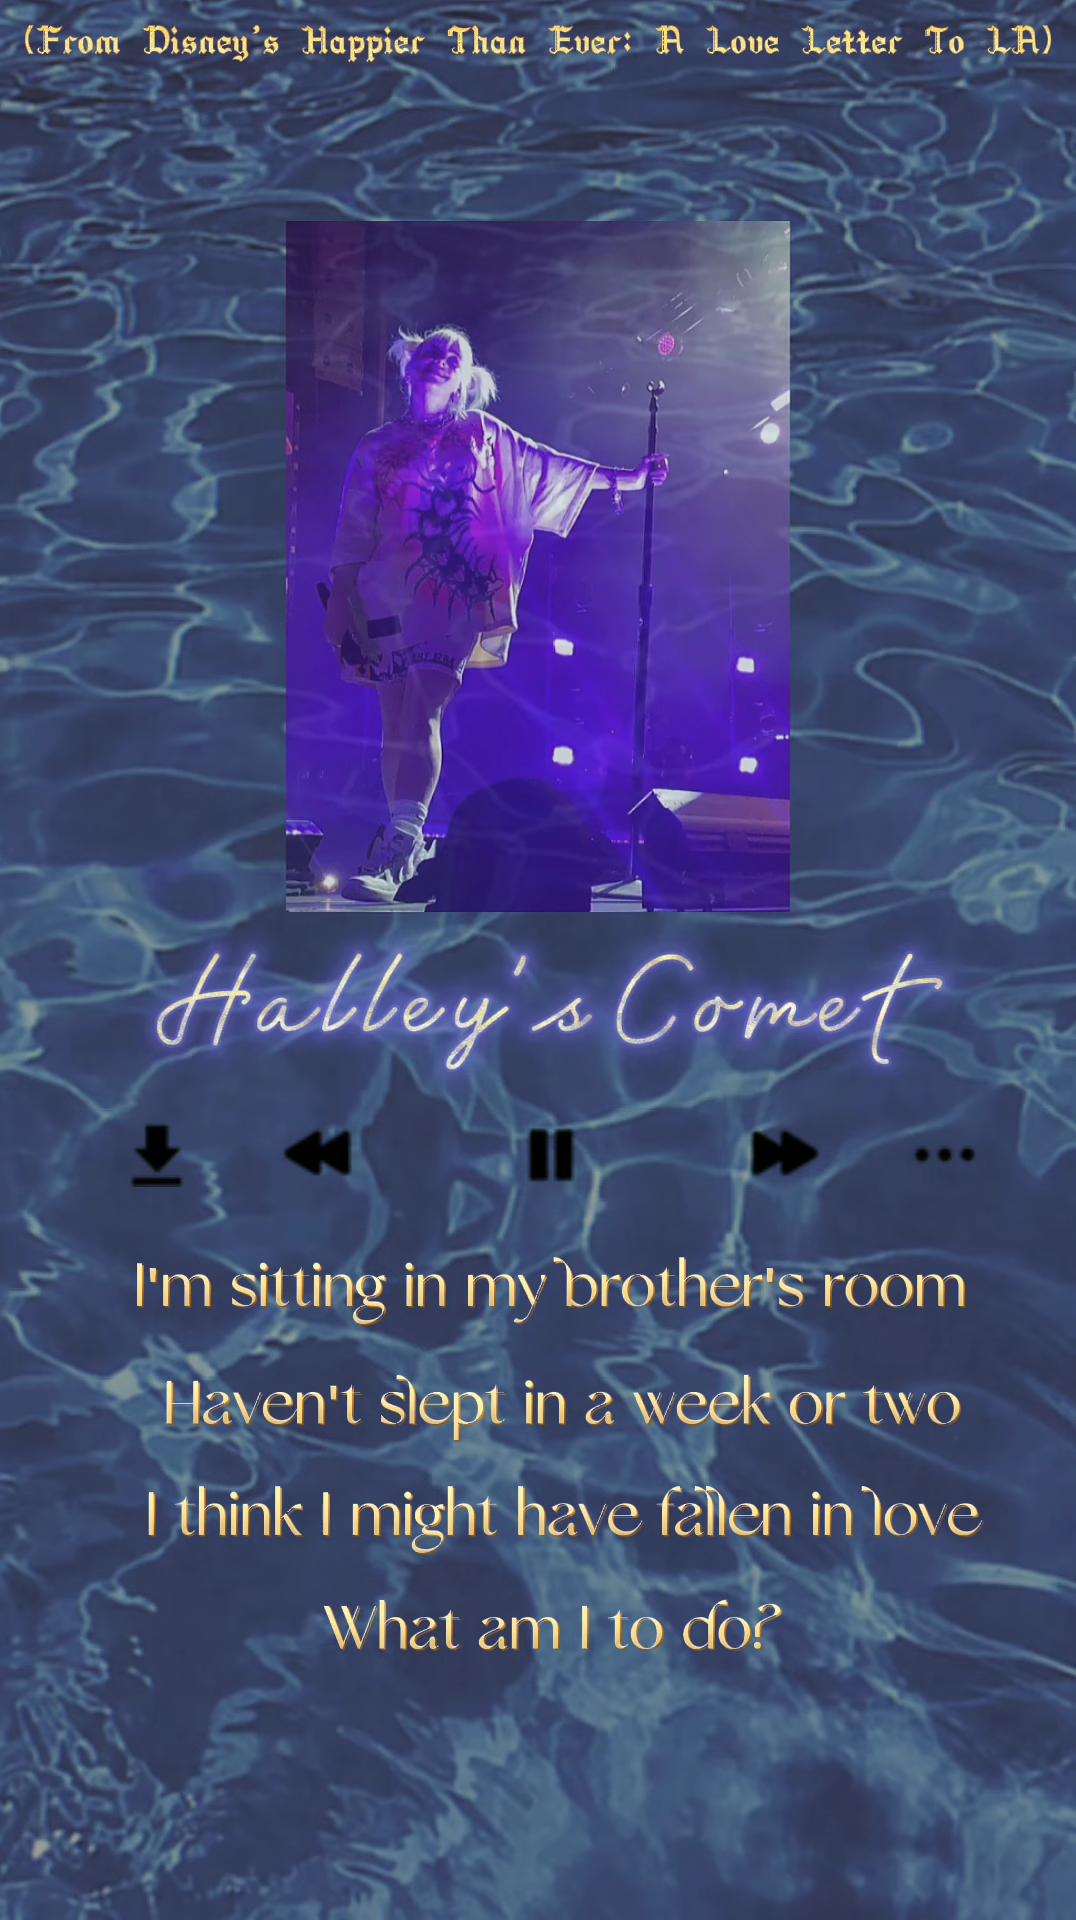 (From Disney's Happier Than Ever: A Love Letter To LA)
Halley's Comet
I'm sitting in my brother's room
Haven't slept in a week or two
I think I might have fallen in love
What am I to do?